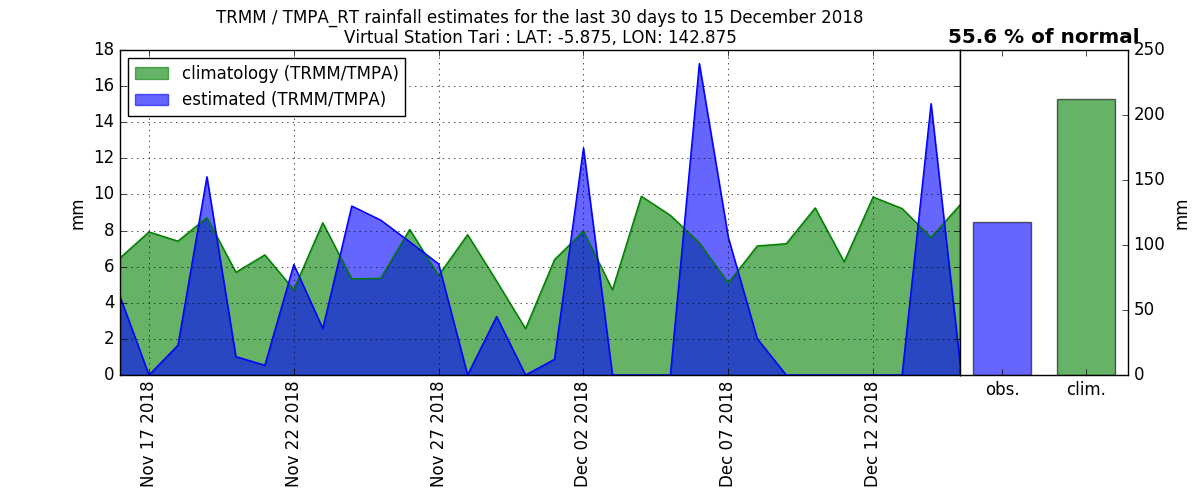 TRMM / TMPA_RT rainfall estimates for the last 30 days to 15 December 2018
Virtual Station Tari : LAT: -5.875, LON: 142.875
55.6 % of normal
climatology (TRMM/TMPA)
estimated (TRMM/TMPA)
mm
18
16
14
12
10
8
6
4
2
0
Nov 17 2018
Nov 22 2018
Nov 27 2018
Dec 02 2018
Dec 07 2018
Dec 12 2018
250
200
150
100
50
0
mm
obs.
clim.